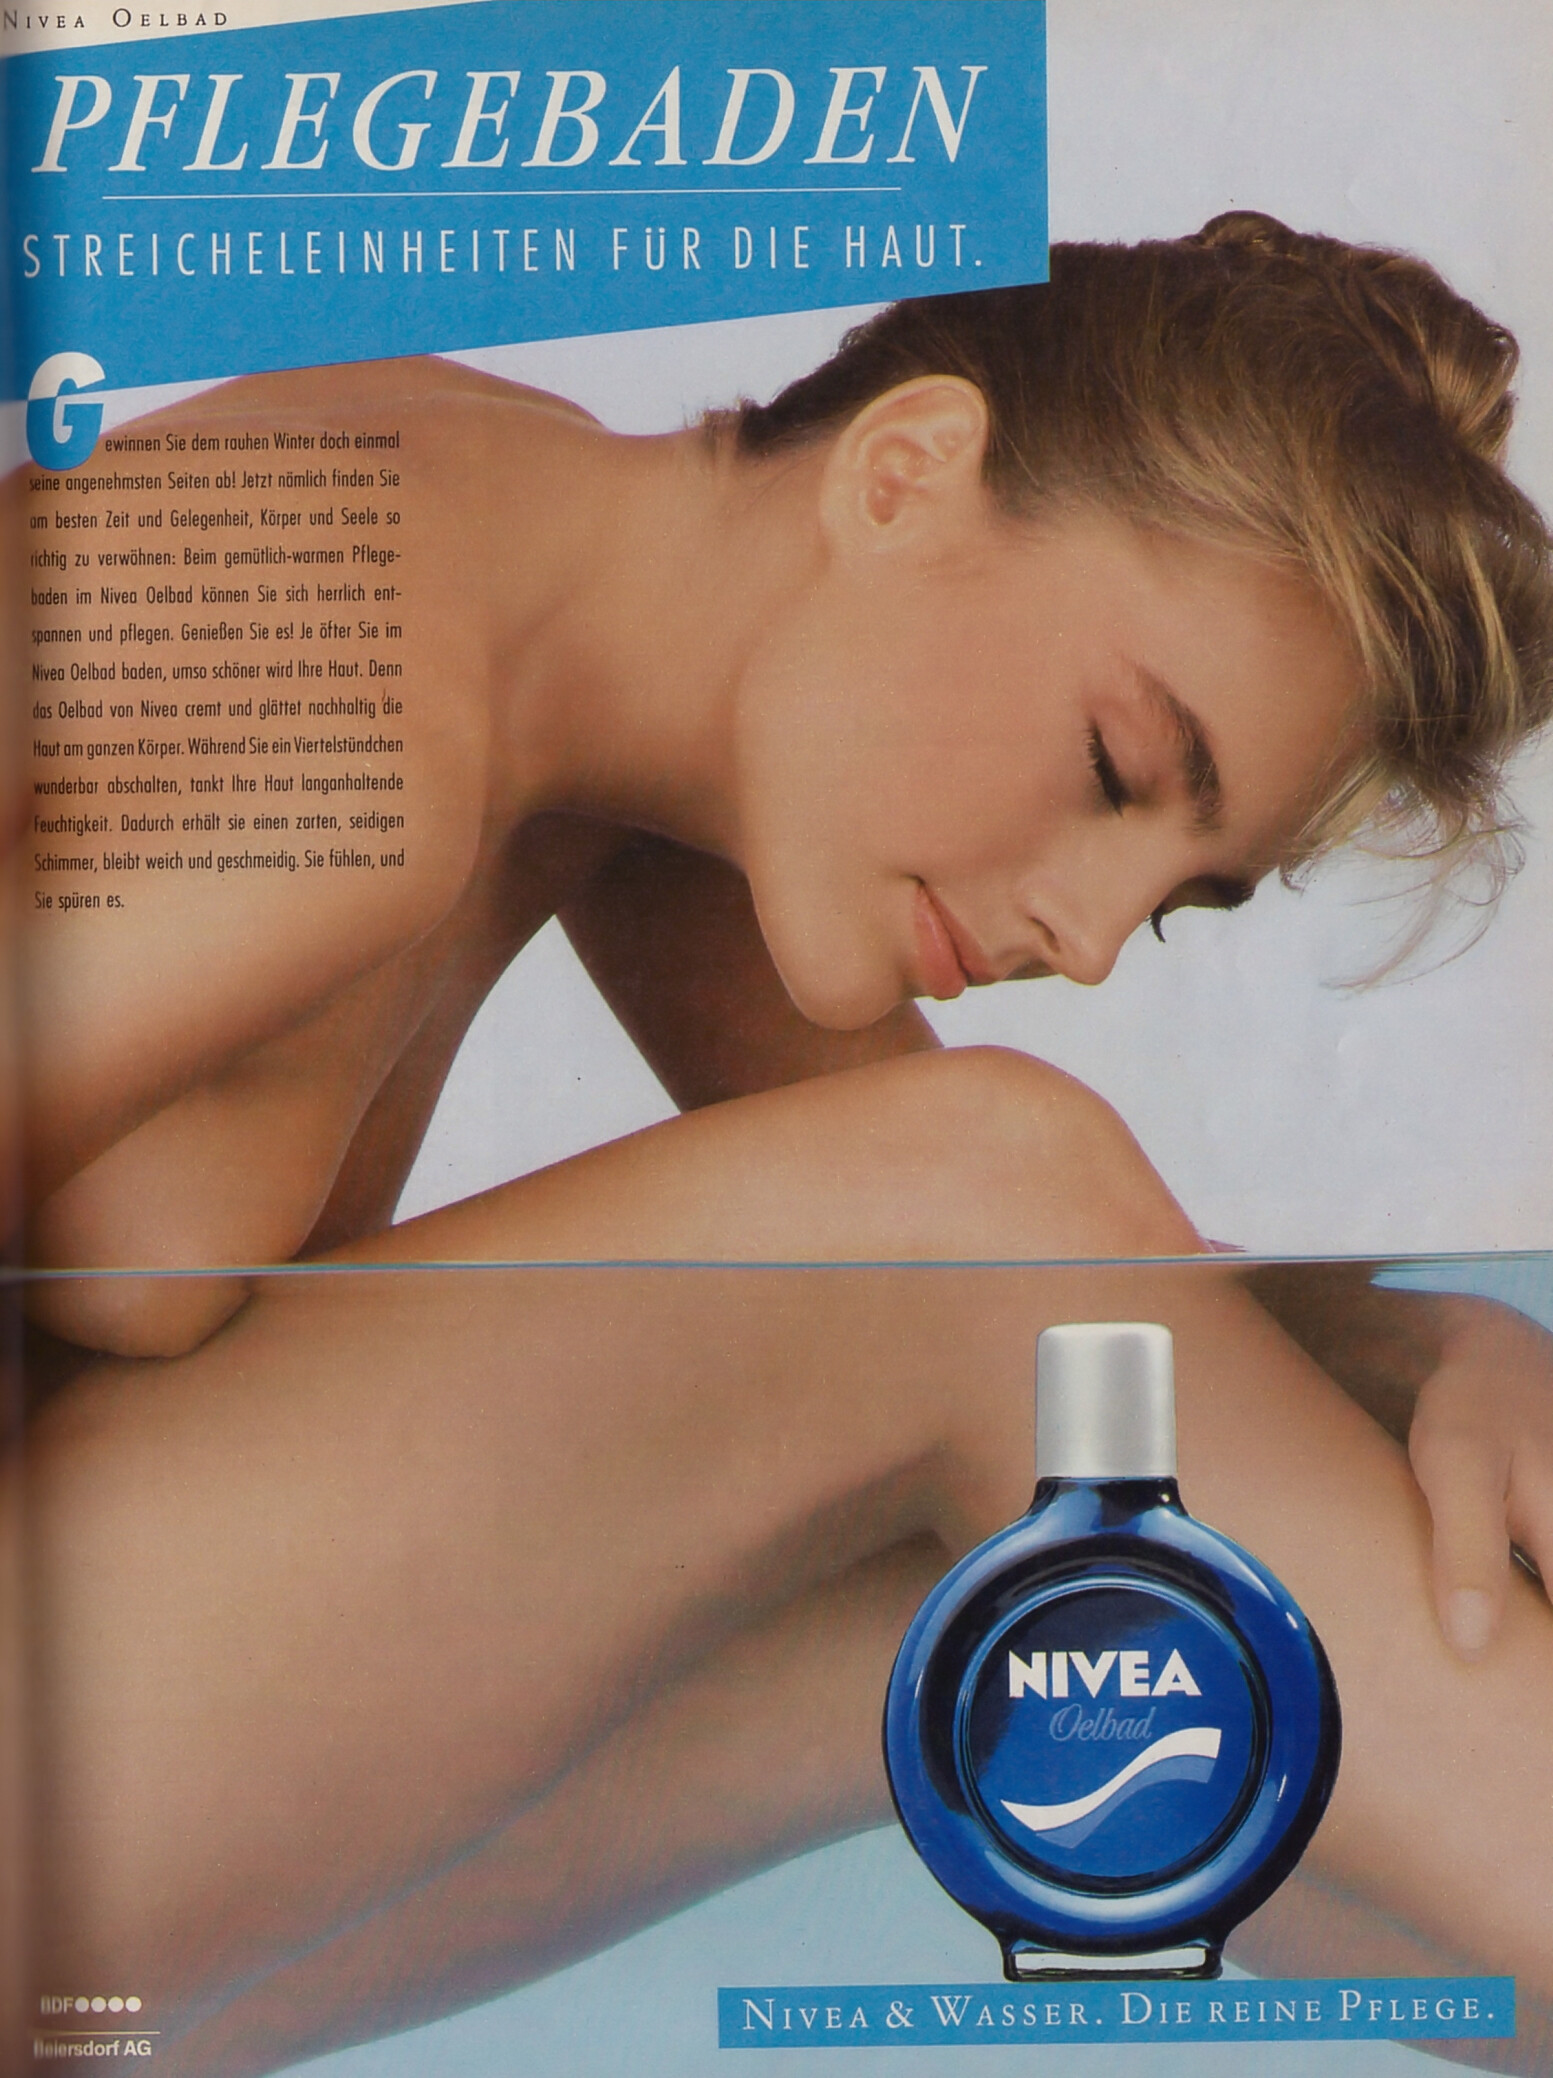 NIVEA OELBAD
PFLEGEBADEN
STREICHELEINHEITEN FÜR DIE HAUT.
Gewinnen Sie dem rauhen Winter doch einmal
seine angenehmsten Seiten ab! Jetzt nämlich finden Sie
am besten Zeit und Gelegenheit, Körper und Seele so
richtig zu verwöhnen: Beim gemütlich-warmen Pflege-
baden im Nivea Oelbad können Sie sich herrlich ent-
spannen und pflegen. Genießen Sie es! Je öfter Sie im
Nivea Oelbad baden, umso schöner wird Ihre Haut. Denn
das Oelbad von Nivea cremt und glättet nachhaltig die
Haut am ganzen Körper. Während Sie ein Viertelstündchen
wunderbar abschalten, tankt Ihre Haut langanhaltende
Feuchtigkeit. Dadurch erhält sie einen zarten, seidigen
Schimmer, bleibt weich und geschmeidig. Sie fühlen, und
Sie spüren es.
NIVEA
Oelbad
BDF
Beiersdorf AG
NIVEA & WASSER. DIE REINE PFLEGE.